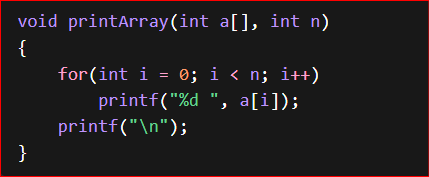 void printArray(int a[], int n)
{
    for(int i = 0; i < n; i++)
        printf("%d ", a[i]);
    printf("\n");
}